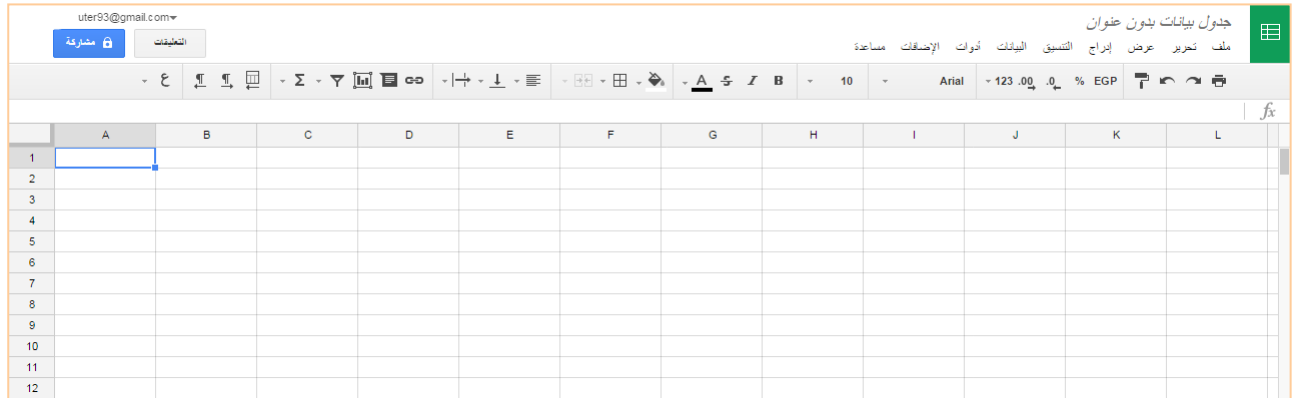 uter93@gmail.com
جدول بيانات بدون عنوان
ملف تحرير عرض إدراج التنسيق البيانات أدوات الإضافات مساعدة
التعليقات
مشاركة
EGP % .0 .00 123 Arial 10 B I S A Σ ع
fx
A B C D E F G H I J K L
1
2
3
4
5
6
7
8
9
10
11
12